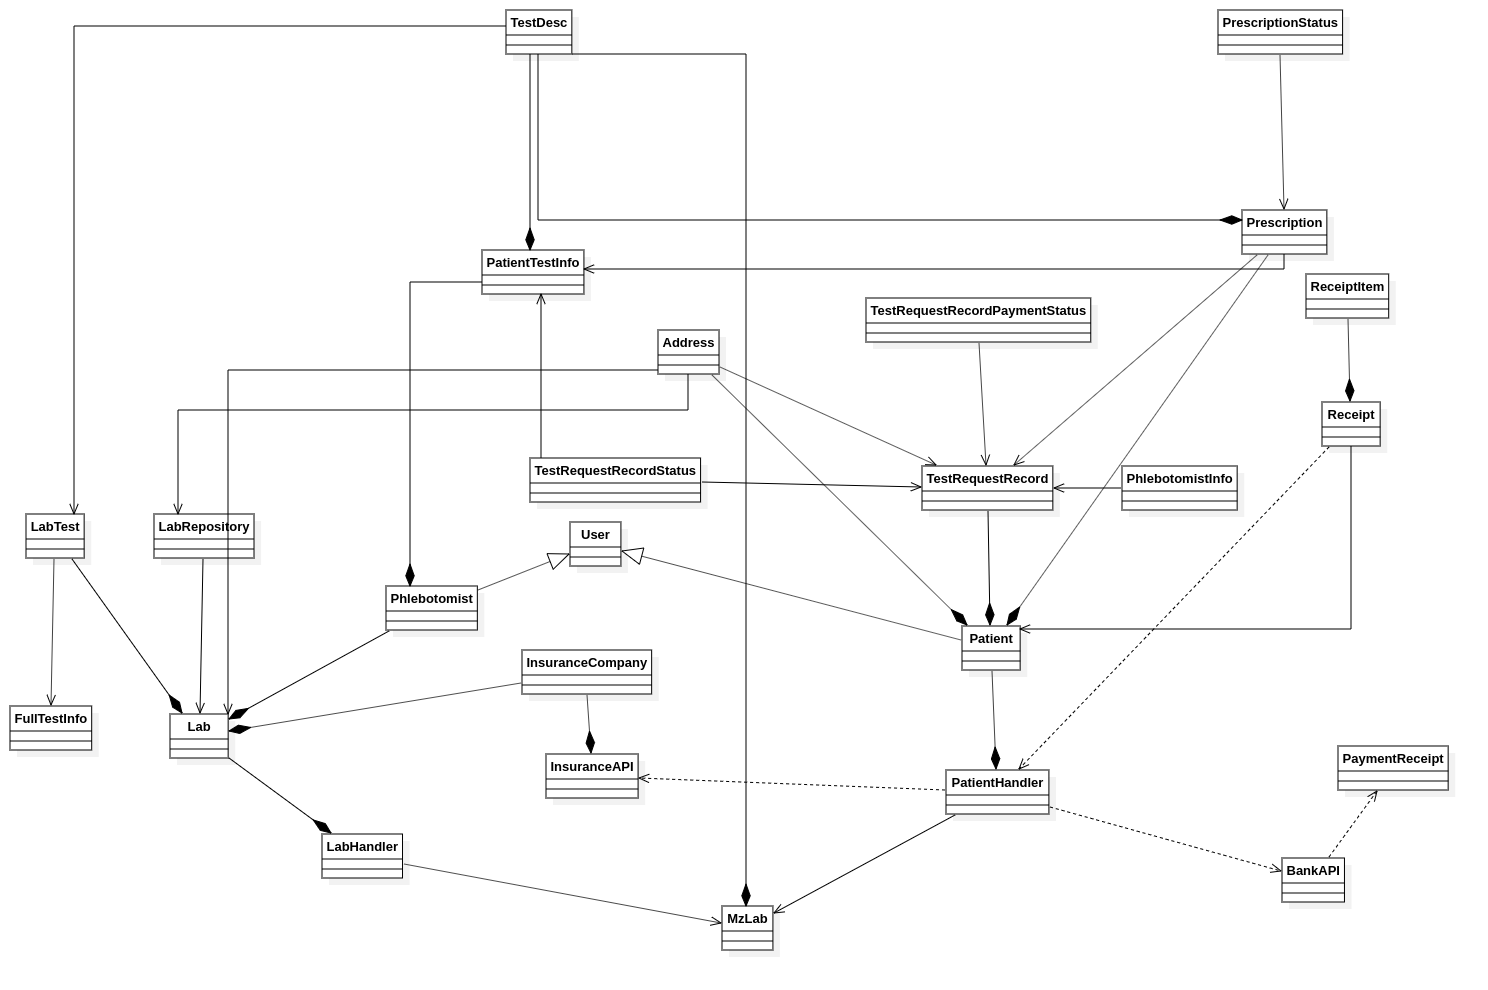 TestDesc
PrescriptionStatus
Prescription
PatientTestInfo
ReceiptItem
TestRequestRecordPaymentStatus
Address
Receipt
TestRequestRecordStatus
TestRequestRecord
PhlebotomistInfo
LabTest
LabRepository
User
Phlebotomist
Patient
InsuranceCompany
FullTestInfo
Lab
InsuranceAPI
PatientHandler
PaymentReceipt
LabHandler
BankAPI
MzLab